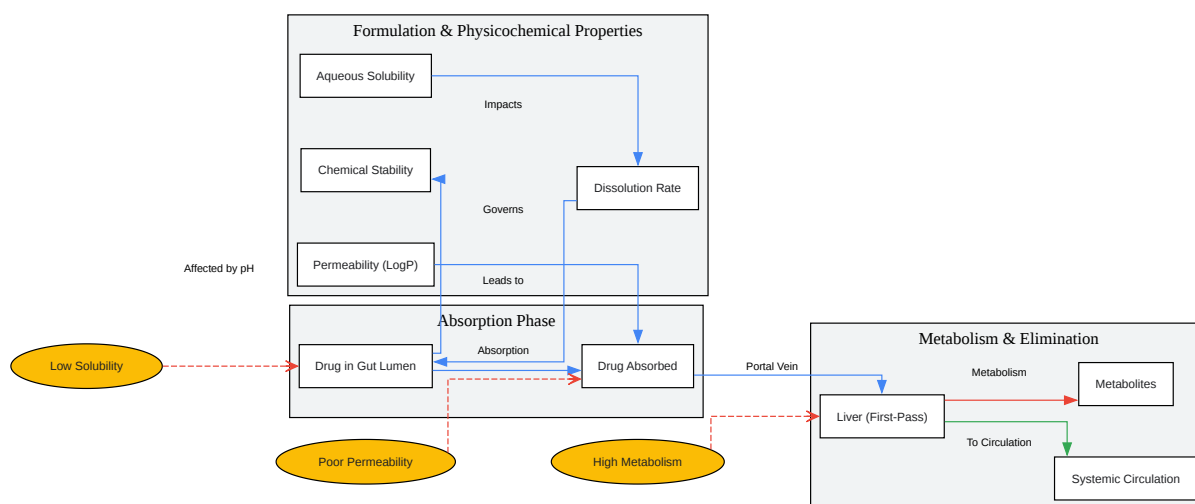 Formulation & Physicochemical Properties
Aqueous Solubility
Impacts
Chemical Stability
Dissolution Rate
Governs
Permeability (LogP)
Affected by pH
Leads to
Absorption Phase
Absorption
Low Solubility
Drug in Gut Lumen
Drug Absorbed
Portal Vein
Metabolism & Elimination
Metabolism
Metabolites
Liver (First-Pass)
To Circulation
Poor Permeability
High Metabolism
Systemic Circulation